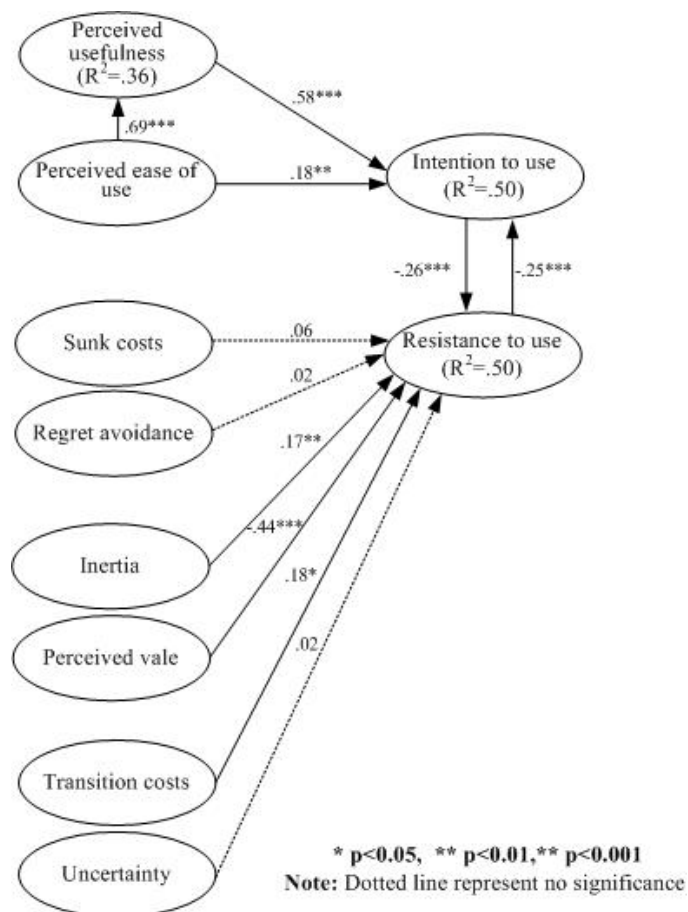 Perceived
usefulness
(R²=.36)
.58***
.69***
Perceived ease of
use
.18**
Intention to use
(R²=.50)
-.26***
-.25***
Sunk costs
.06
Resistance to use
(R²=.50)
.02
Regret avoidance
.17**
Inertia
-.44***
.18*
Perceived vale
.02
Transition costs
Uncertainty
* p<0.05, ** p<0.01,** p<0.001
Note: Dotted line represent no significance